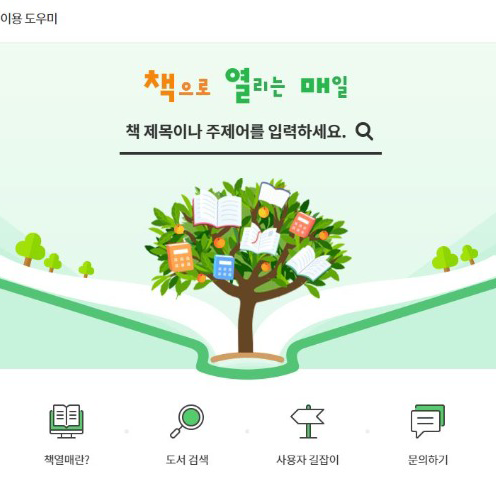 이용 도우미
책으로 열리는 매일
책 제목이나 주제어를 입력하세요.
책열매란?
도서 검색
사용자 길잡이
문의하기